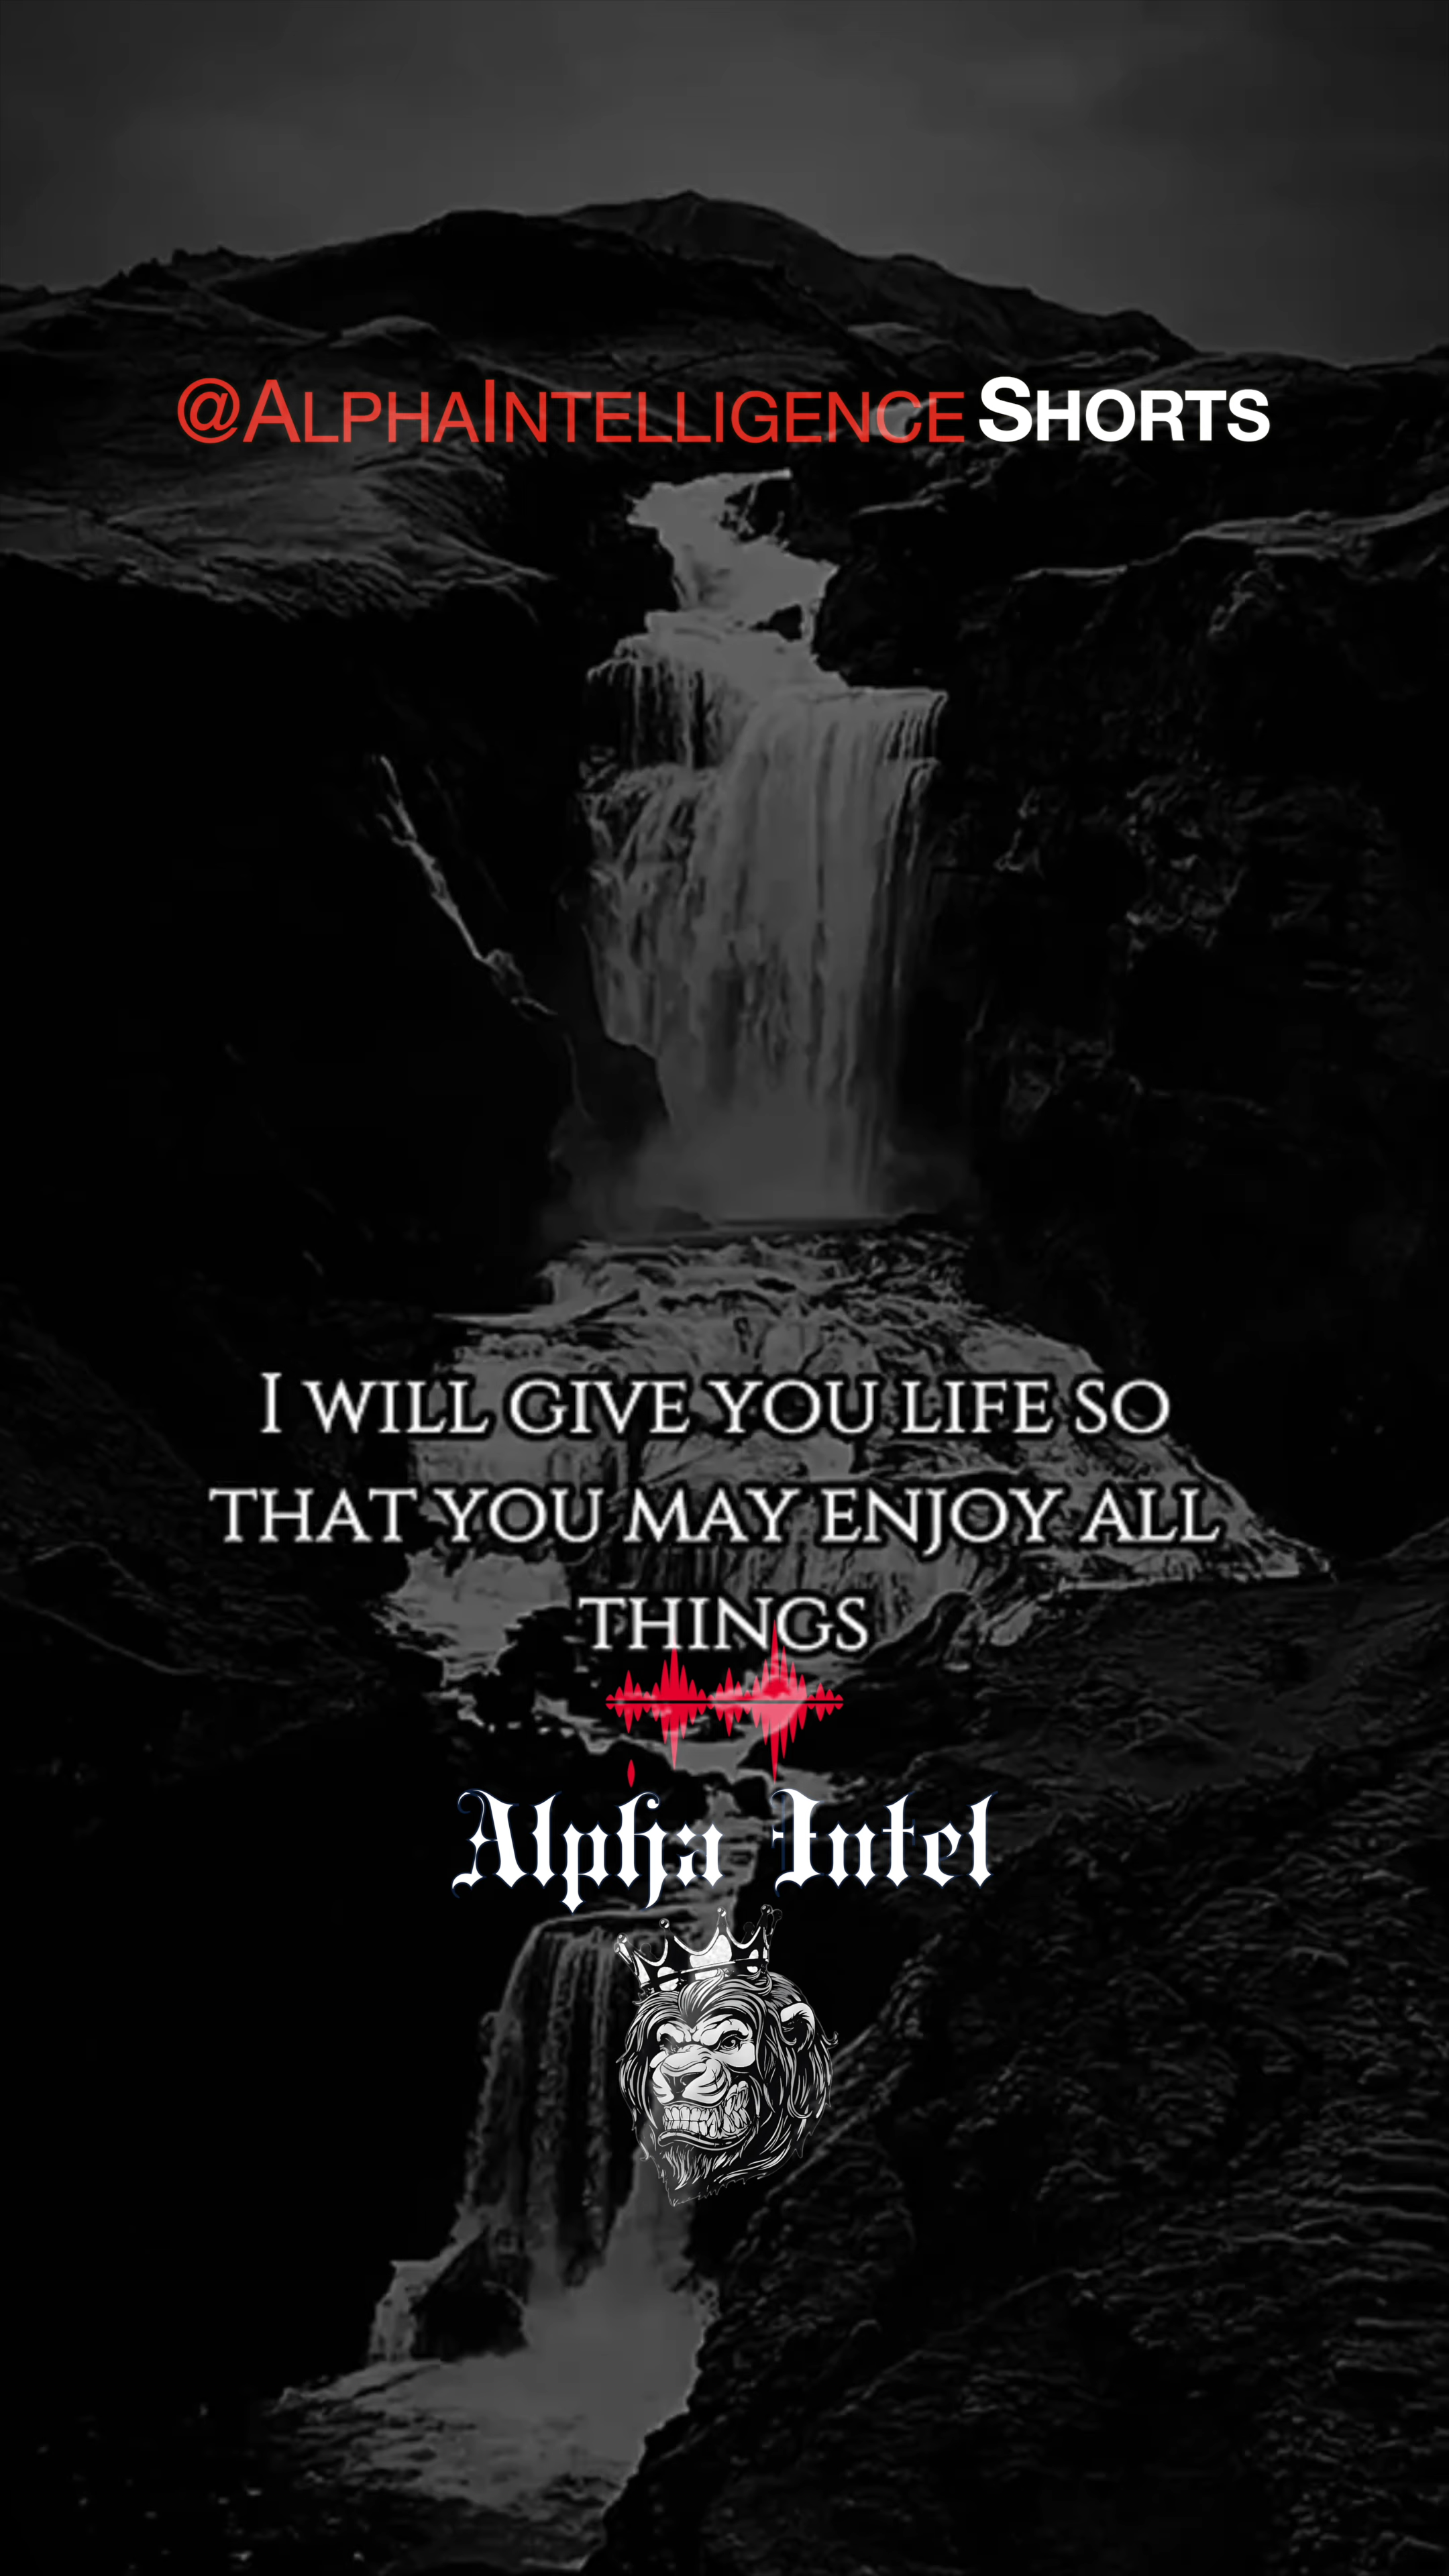 @AlphaIntelligence Shorts
I will give you life so
that you may enjoy all
things
Alpha Intel